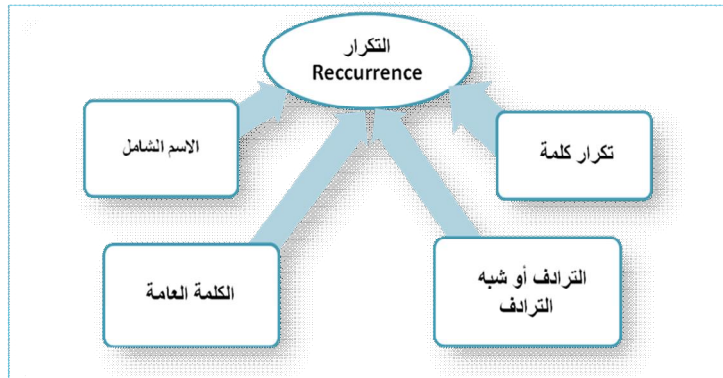 التكرار
Reccurrence
تكرار كلمة
الاسم الشامل
الترادف أو شبه
الترادف
الكلمة العامة